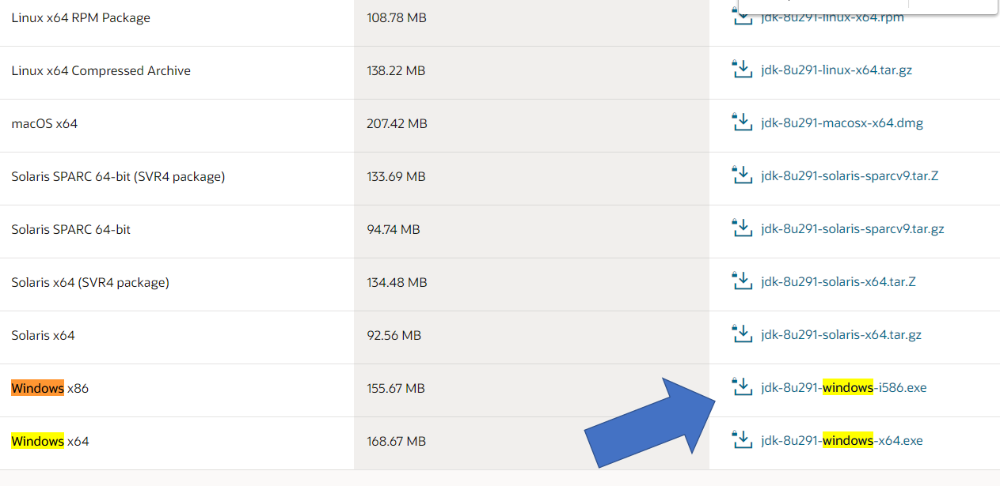 Linux x64 RPM Package 108.78 MB jdk-8u291-linux-x64.rpm
Linux x64 Compressed Archive 138.22 MB jdk-8u291-linux-x64.tar.gz
macOS x64 207.42 MB jdk-8u291-macosx-x64.dmg
Solaris SPARC 64-bit (SVR4 package) 133.69 MB jdk-8u291-solaris-sparcv9.tar.Z
Solaris SPARC 64-bit 94.74 MB jdk-8u291-solaris-sparcv9.tar.gz
Solaris x64 (SVR4 package) 134.48 MB jdk-8u291-solaris-x64.tar.Z
Solaris x64 92.56 MB jdk-8u291-solaris-x64.tar.gz
Windows x86 155.67 MB jdk-8u291-windows-i586.exe
Windows x64 168.67 MB jdk-8u291-windows-x64.exe